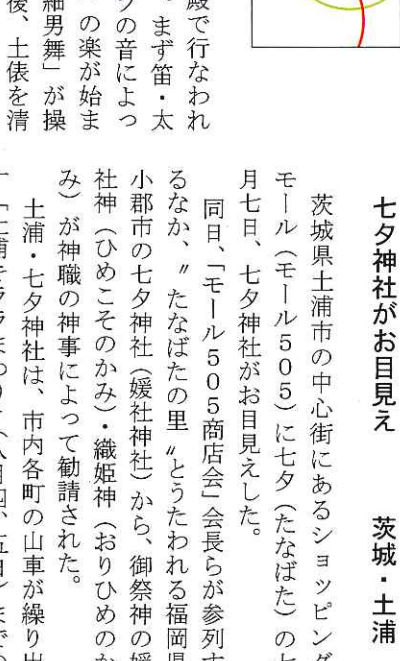 殿で行なわれ
。まず笛・太
の音によっ
の楽が始ま
細男舞」が操
後、土俵を清
七夕神社がお目見え　茨城・土浦
茨城県土浦市の中心街にあるショッピング
モール（モール５０５）に七夕（たなばた）の七
月七日、七夕神社がお目見えした。
同日、「モール５０５商店会」会長らが参列す
るなか、〃たなばたの里〃とうたわれる福岡県
小郡市の七夕神社（媛社神社）から、御祭神の媛
社神（ひめこそのかみ）・織姫神（おりひめのか
み）が神職の神事によって勧請された。
土浦・七夕神社は、市内各町の山車が繰り出